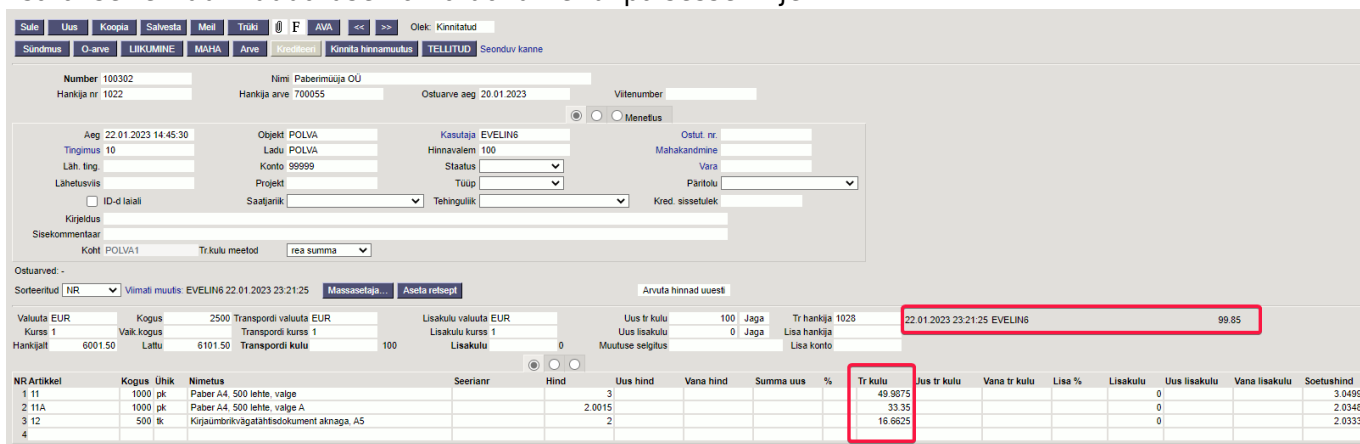 Sule Uus Koopia Salvesta Meil Trüki F AVA << >> Olek: Kinnitatud
Sündmus O-arve LIIKUMINE MAHA Arve Krediteeri Kinnita hinnamuutus TELLITUD Seonduv kanne
Number 100302 Nimi Paberimüüja OÜ
Hankija nr 1022 Hankija arve 700055 Ostuarve aeg 20.01.2023 Viitenumber
Menetlus
Aeg 22.01.2023 14:45:30 Objekt POLVA Kasutaja EVELIN6 Ostut. nr.
Tingimus 10 Ladu POLVA Hinnavalem 100 Mahakandmine
Läh. ting. Konto 99999 Staatus Vara
Lähetusviis Projekt Tüüp Päritolu
ID-d laiali Saatjariik Tehinguliik Kred. sissetulek
Kirjeldus
Sisekommentaar
Koht POLVA1 Tr.kulu meetod rea summa
Ostuarved: -
Sorteeritud NR Viimati muutis: EVELIN6 22.01.2023 23:21:25 Massasetaja... Aseta retsept Arvuta hinnad uuesti
Valuuta EUR Kogus 2500 Transpordi valuuta EUR Lisakulu valuuta EUR Uus tr kulu 100 Jaga Tr hankija 1028 22.01.2023 23:21:25 EVELIN6 99.85
Kurss 1 Vaik.kogus Transpordi kurss 1 Lisakulu kurss 1 Uus lisakulu 0 Jaga Lisa hankija
Hankijalt 6001.50 Lattu 6101.50 Transpordi kulu 100 Lisakulu 0 Muutuse selgitus Lisa konto
NR Artikkel Kogus Ühik Nimetus Seerianr Hind Uus hind Vana hind Summa uus % Tr kulu Uus tr kulu Vana tr kulu Lisa % Lisakulu Uus lisakulu Vana lisakulu Soetushind
1 11 1000 pk Paber A4, 500 lehte, valge 3 49.9875 0 3.0499
2 11A 1000 pk Paber A4, 500 lehte, valge A 2.0015 33.35 0 2.0348
3 12 500 tk Kirjaümbrikvägatähtisdokument aknaga, A5 2 16.6625 0 2.0333
4